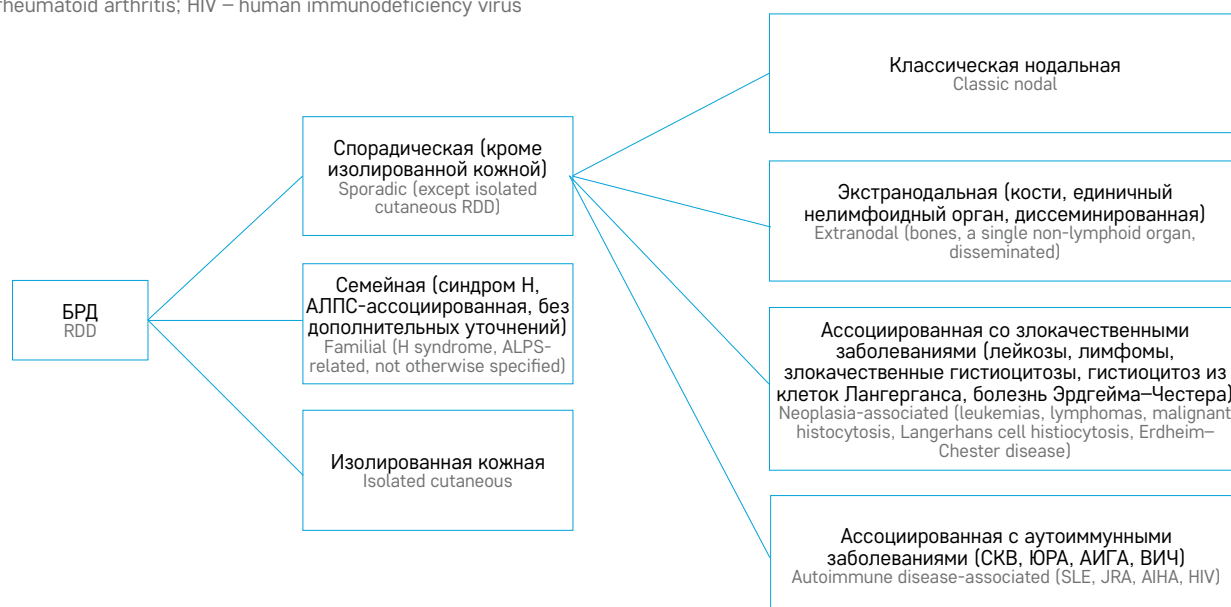 rheumatoid arthritis; HIV – human immunodeficiency virus
БРД
RDD
Спорадическая (кроме
изолированной кожной)
Sporadic (except isolated
cutaneous RDD)
Семейная (синдром H,
АЛПС-ассоциированная, без
дополнительных уточнений)
Familial (H syndrome, ALPS-
related, not otherwise specified)
Изолированная кожная
Isolated cutaneous
Классическая нодальная
Classic nodal
Экстранодальная (кости, единичный
нелимфоидный орган, диссеминированная)
Extranodal (bones, a single non-lymphoid organ,
disseminated)
Ассоциированная со злокачественными
заболеваниями (лейкозы, лимфомы,
злокачественные гистиоцитозы, гистиоцитоз из
клеток Лангерганса, болезнь Эрдгейма–Честера)
Neoplasia-associated (leukemias, lymphomas, malignant
histocytosis, Langerhans cell histiocytosis, Erdheim–
Chester disease)
Ассоциированная с аутоиммунными
заболеваниями (СКВ, ЮРА, АИГА, ВИЧ)
Autoimmune disease-associated (SLE, JRA, AIHA, HIV)